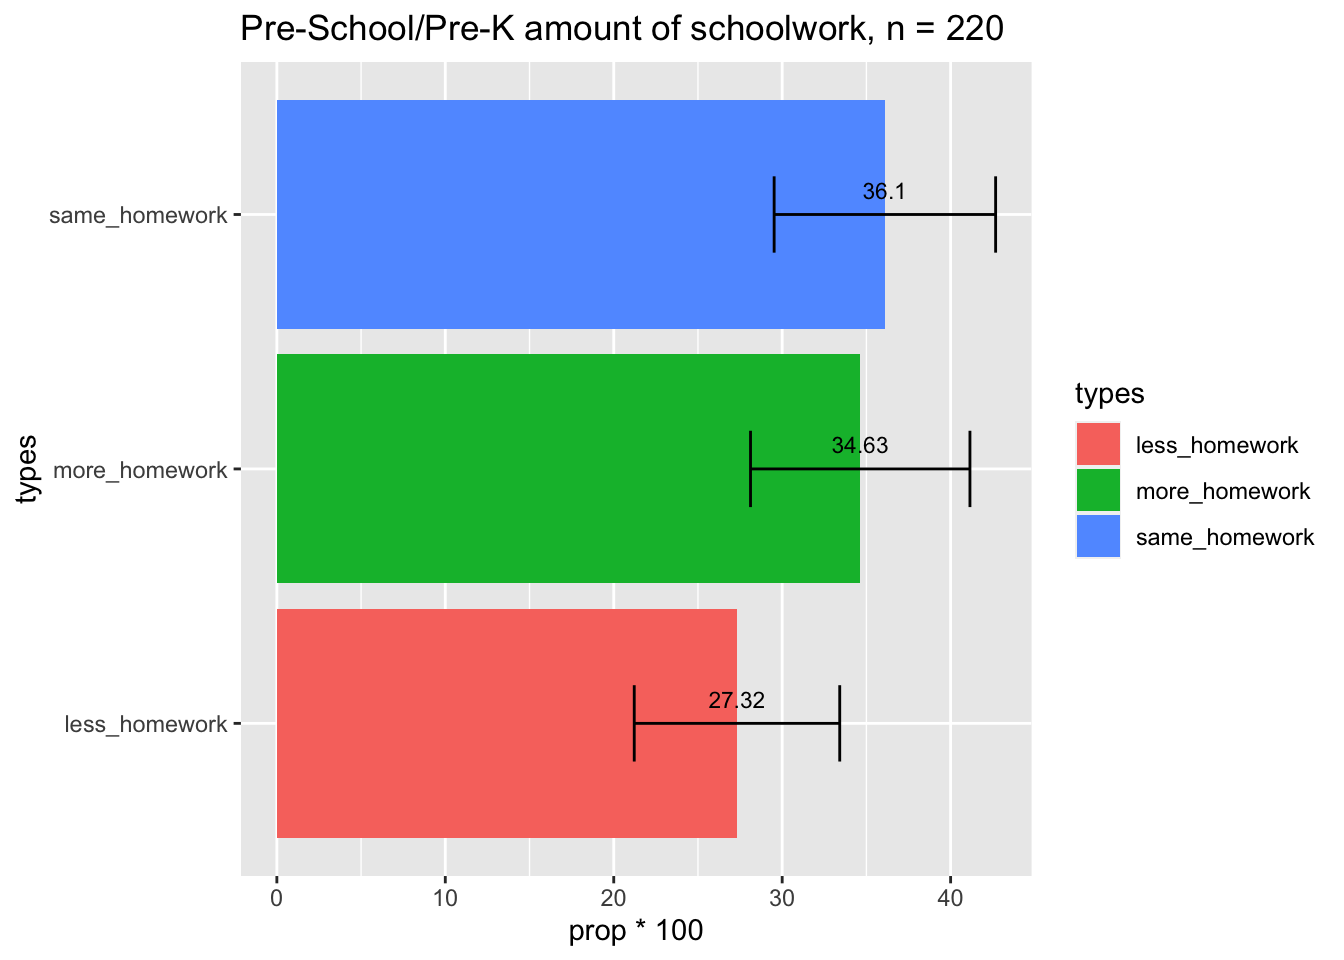 Pre-School/Pre-K amount of schoolwork, n = 220
same_homework
36.1
more_homework
34.63
less_homework
27.32
types
0 10 20 30 40
prop * 100
types
less_homework
more_homework
same_homework